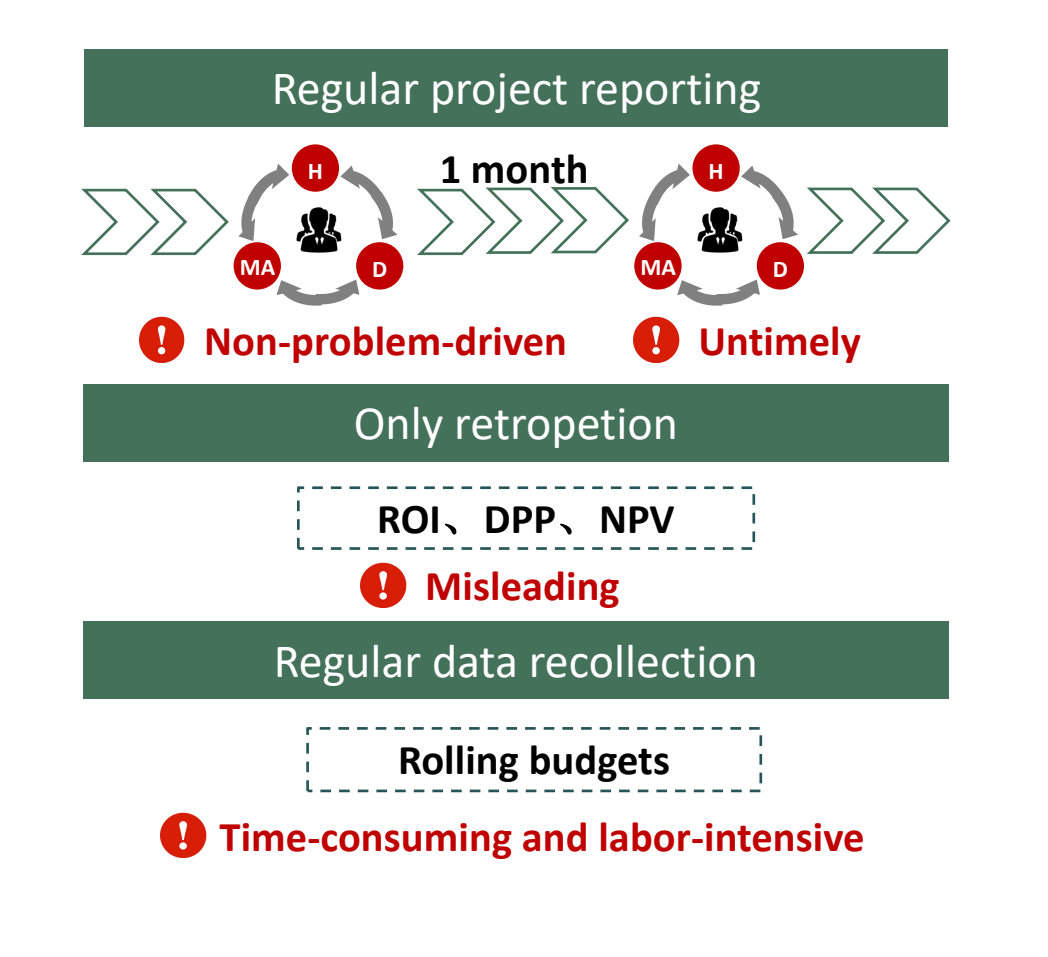 Regular project reporting
1 month
H
H
MA
D
MA
D
! Non-problem-driven
! Untimely
Only retropetion
ROI、DPP、NPV
! Misleading
Regular data recollection
Rolling budgets
! Time-consuming and labor-intensive